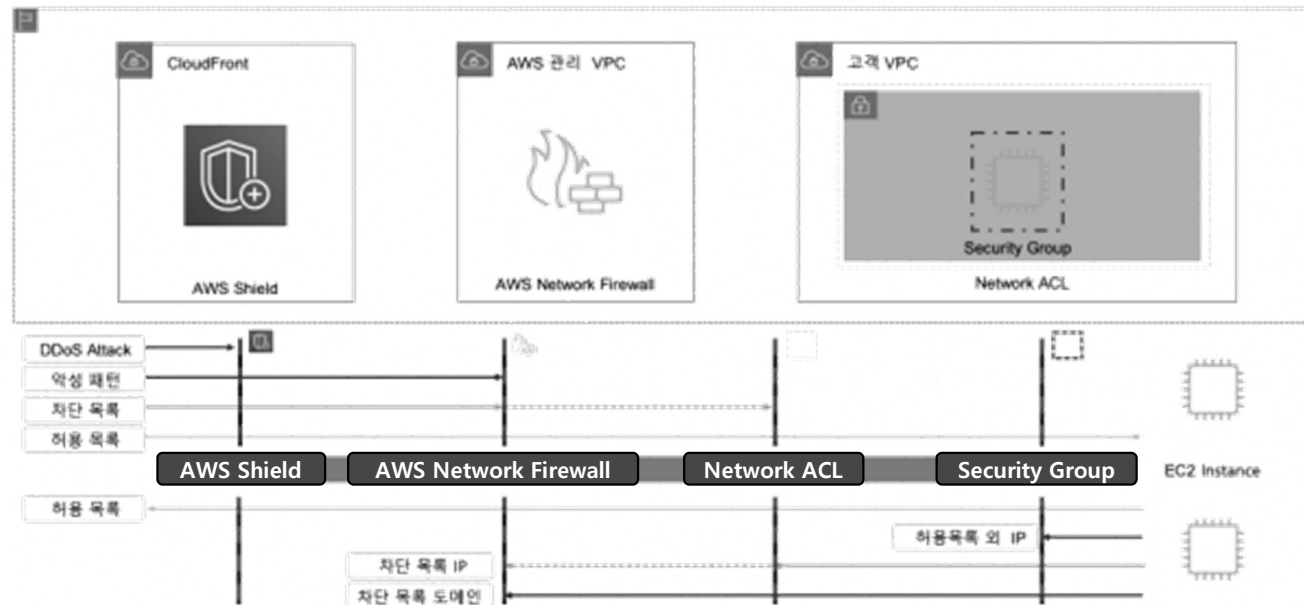 CloudFront
AWS 관리 VPC
고객 VPC
Security Group
AWS Shield
AWS Network Firewall
Network ACL
DDoS Attack
악성 패턴
차단 목록
허용 목록
AWS Shield
AWS Network Firewall
Network ACL
Security Group
EC2 Instance
허용 목록
허용목록 외 IP
차단 목록 IP
차단 목록 도메인